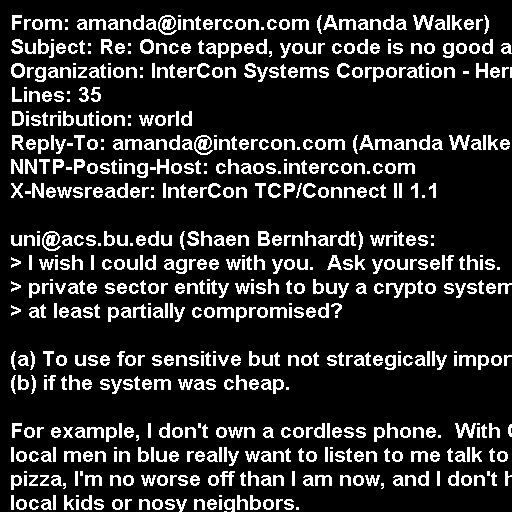 From: amanda@intercon.com (Amanda Walker)
Subject: Re: Once tapped, your code is no good a
Organization: InterCon Systems Corporation - Her
Lines: 35
Distribution: world
Reply-To: amanda@intercon.com (Amanda Walke
NNTP-Posting-Host: chaos.intercon.com
X-Newsreader: InterCon TCP/Connect II 1.1

uni@acs.bu.edu (Shaen Bernhardt) writes:
> I wish I could agree with you.  Ask yourself this.
> private sector entity wish to buy a crypto system
> at least partially compromised?

(a) To use for sensitive but not strategically impor
(b) if the system was cheap.

For example, I don't own a cordless phone.  With
local men in blue really want to listen to me talk to
pizza, I'm no worse off than I am now, and I don't h
local kids or nosy neighbors.